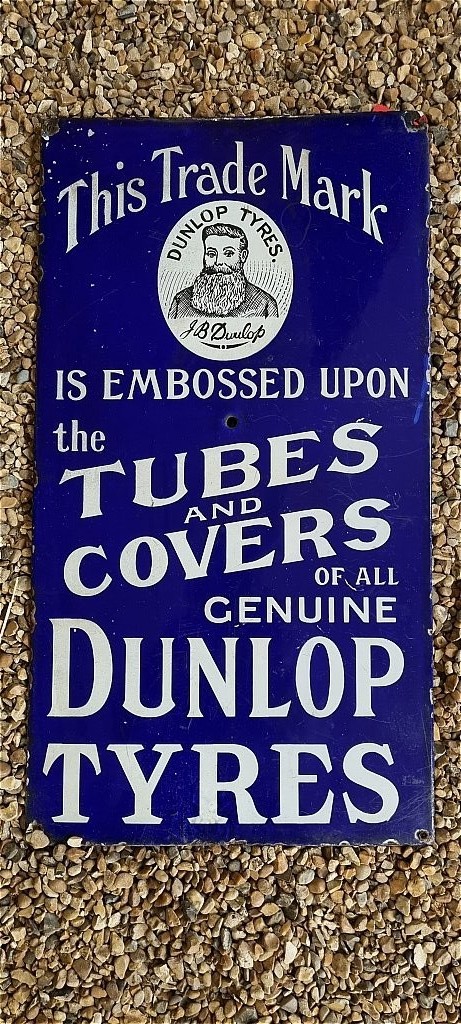 This Trade Mark
DUNLOP TYRES.
J B Dunlop
IS EMBOSSED UPON
the
TUBES
AND
COVERS
OF ALL
GENUINE
DUNLOP
TYRES